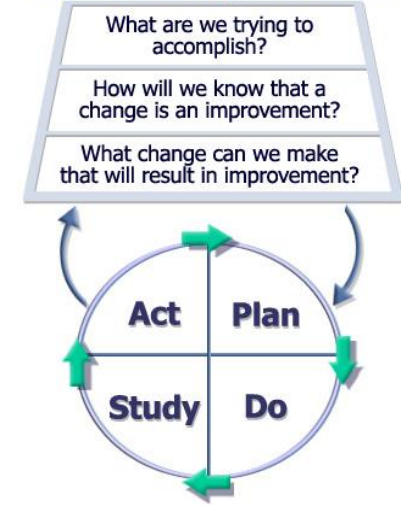 What are we trying to
accomplish?
How will we know that a
change is an improvement?
What change can we make
that will result in improvement?
Act
Plan
Study
Do